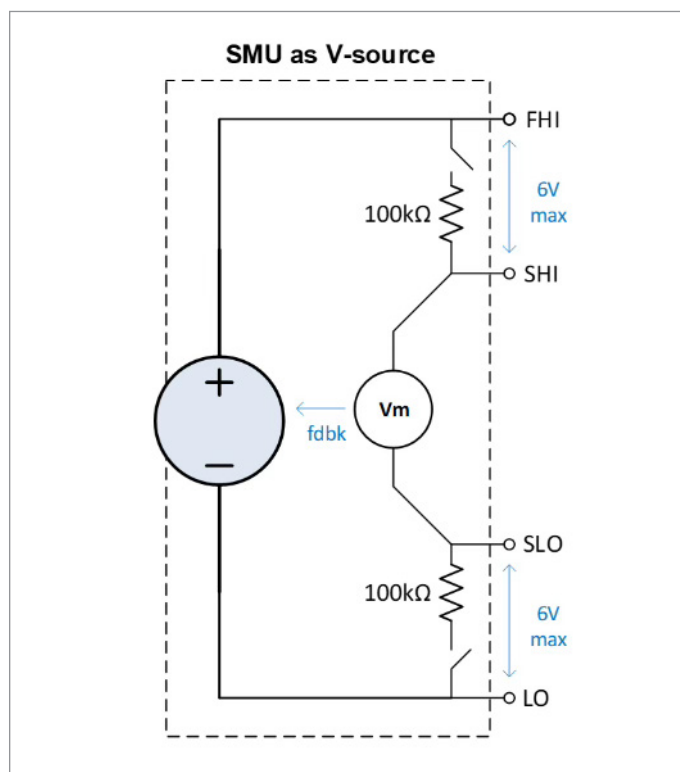 SMU as V-source
FHI
6V
max
100kΩ
SHI
+
Vm
fdbk
−
SLO
100kΩ
6V
max
LO